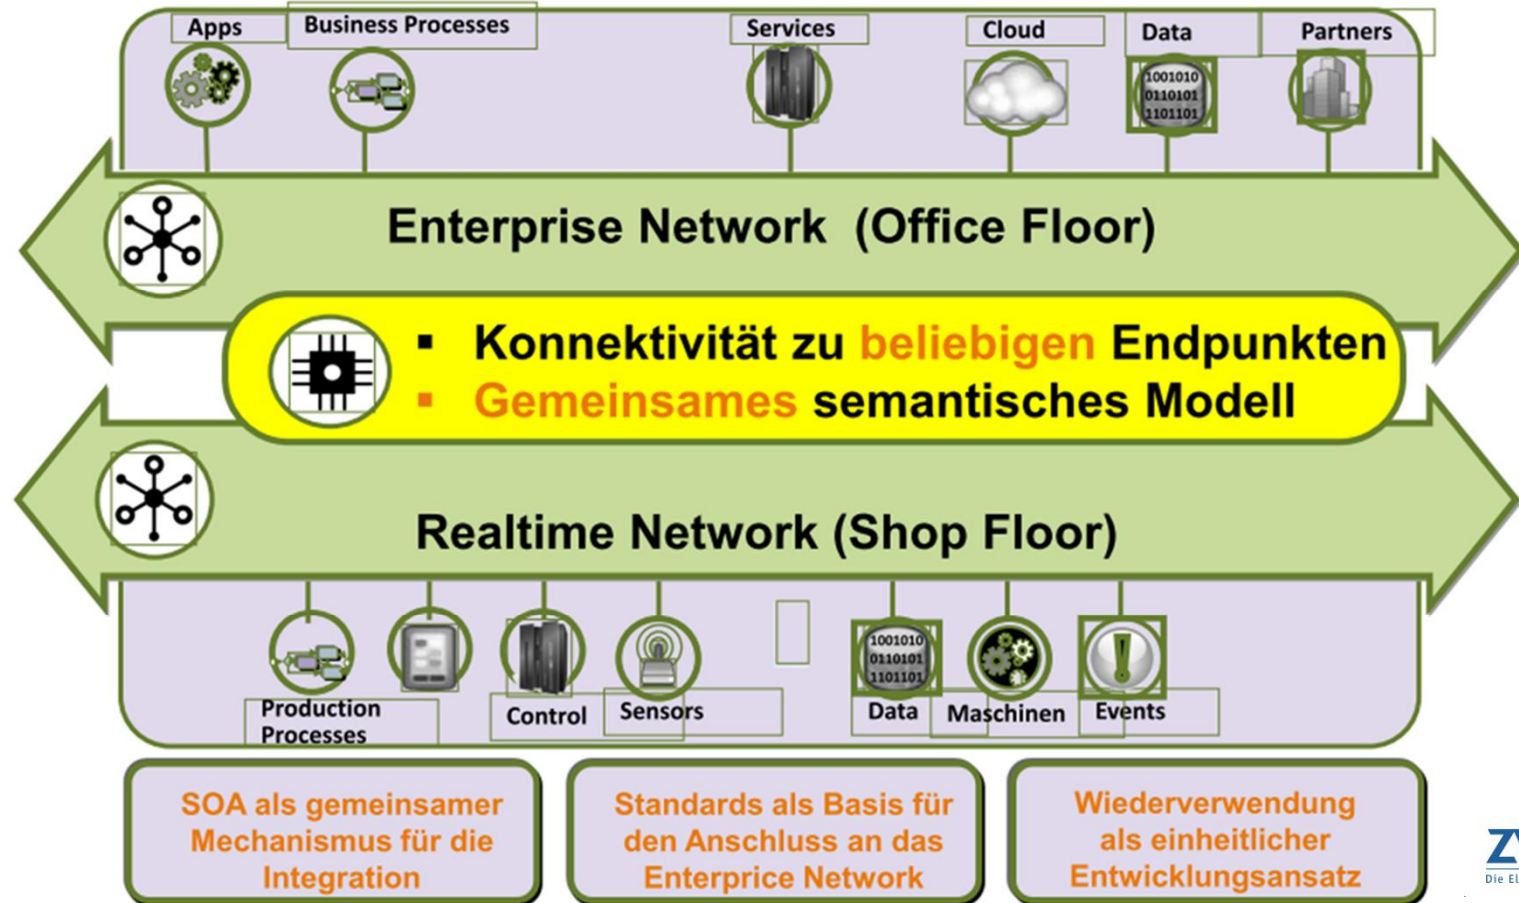 Apps
Business Processes
Services
Cloud
Data
Partners
1001010
0110101
1101101
Enterprise Network (Office Floor)
▪ Konnektivität zu beliebigen Endpunkten
▪ Gemeinsames semantisches Modell
Realtime Network (Shop Floor)
1001010
0110101
1101101
Production
Processes
Control
Sensors
Data
Maschinen
Events
SOA als gemeinsamer
Mechanismus für die
Integration
Standards als Basis für
den Anschluss an das
Enterprice Network
Wiederverwendung
als einheitlicher
Entwicklungsansatz
Die El